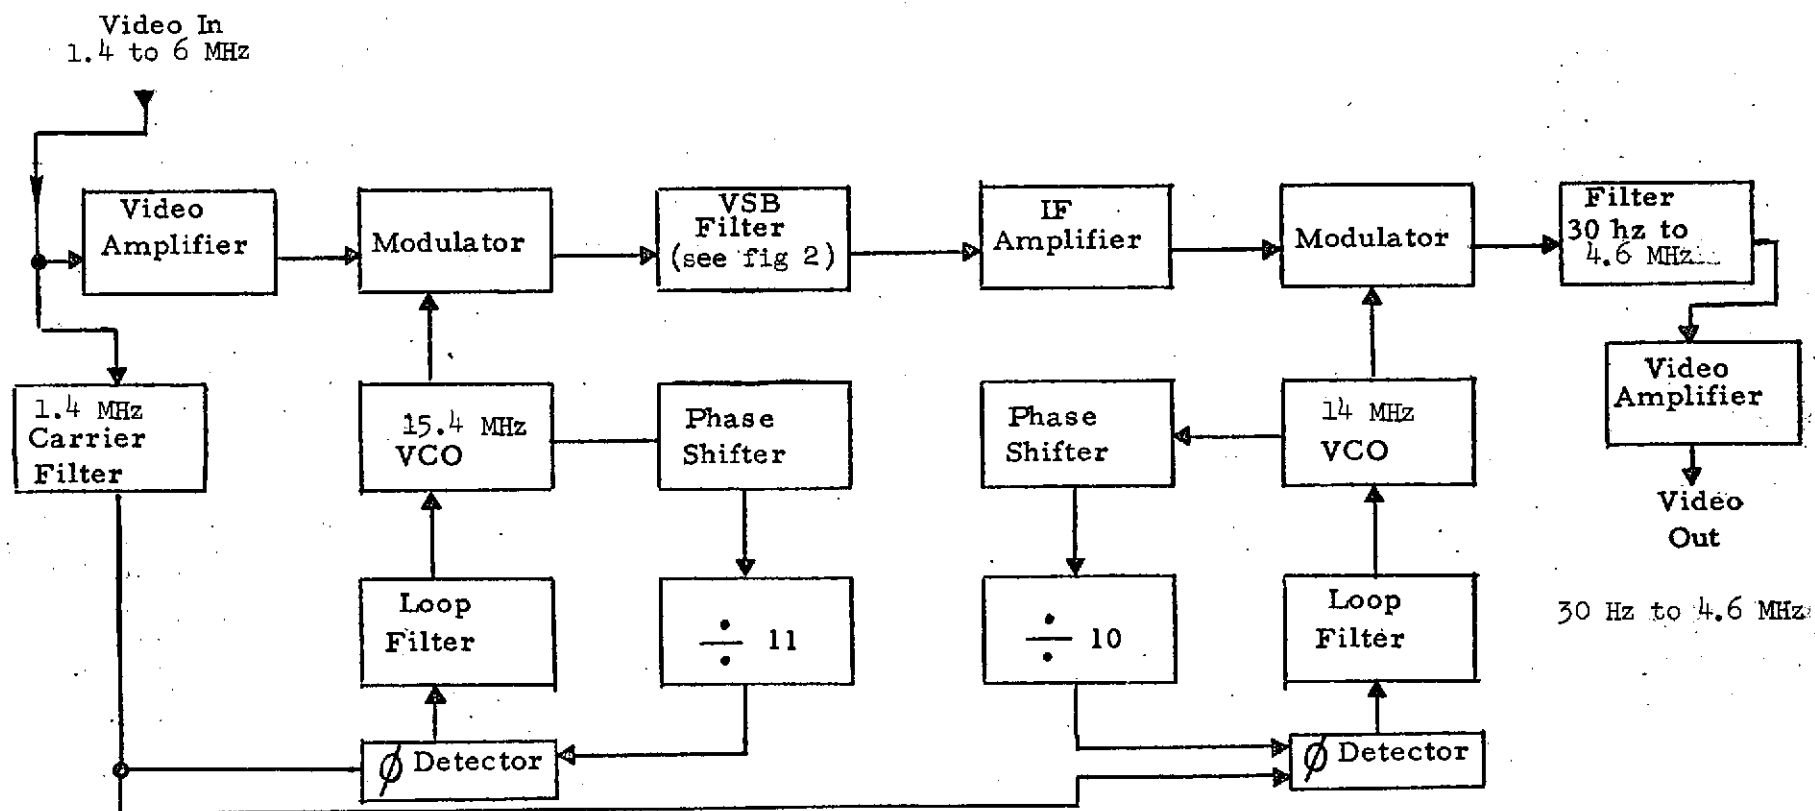 Video In
1.4 to 6 MHz
Video
Amplifier
Modulator
VSB
Filter
(see fig 2)
IF
Amplifier
Modulator
Filter
30 hz to
4.6 MHz
1.4 MHz
Carrier
Filter
15.4 MHz
VCO
Phase
Shifter
Phase
Shifter
14 MHz
VCO
Video
Amplifier
Video
Out
30 Hz to 4.6 MHz
Loop
Filter
÷ 11
÷ 10
Loop
Filter
ϕ Detector
ϕ Detector